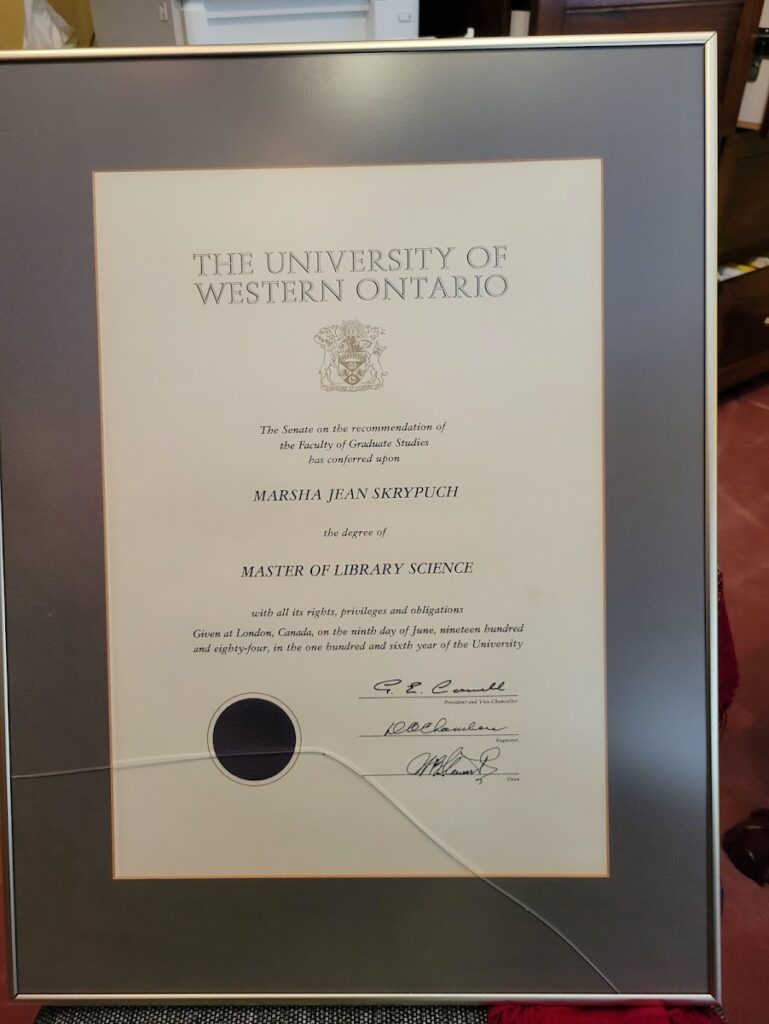 THE UNIVERSITY OF
WESTERN ONTARIO
The Senate on the recommendation of
the Faculty of Graduate Studies
has conferred upon
MARSHA JEAN SKRYPUCH
the degree of
MASTER OF LIBRARY SCIENCE
with all its rights, privileges and obligations
Given at London, Canada, on the ninth day of June, nineteen hundred
and eighty-four, in the one hundred and sixth year of the University
G. E. Connell
President and Vice-Chancellor
Chambers
Registrar
Dean